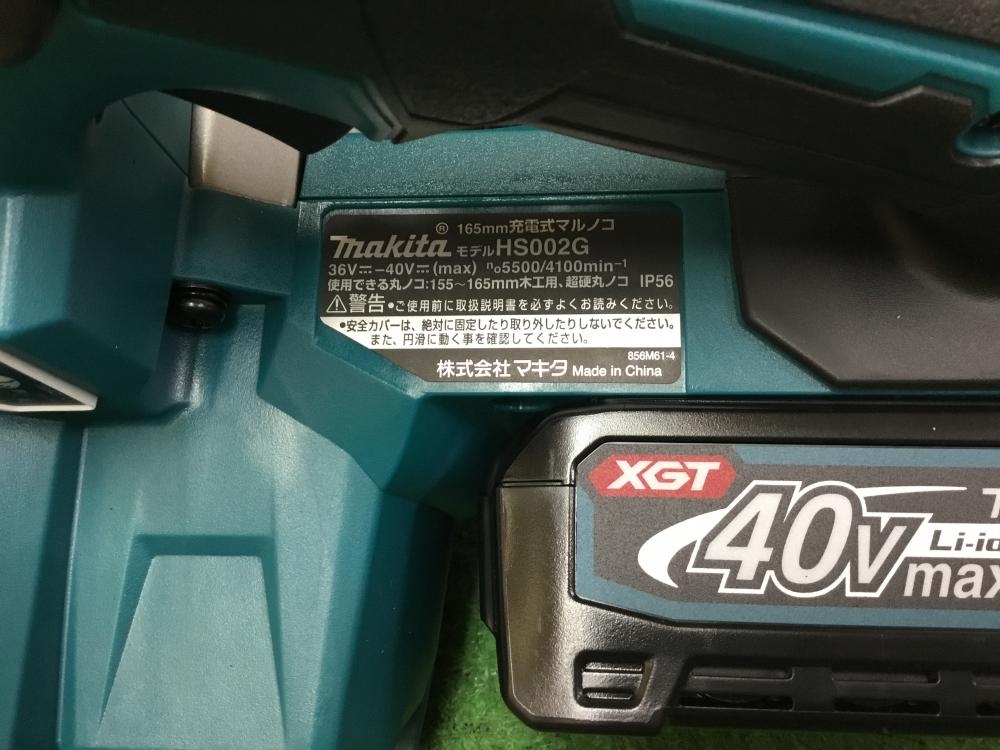 ® 165mm充電式マルノコ
makita モデルHS002G
36V⎓-40V⎓(max) n₀5500/4100min⁻¹
使用できる丸ノコ:155~165mm木工用、超硬丸ノコ IP56
⚠警告 •ご使用前に取扱説明書を必ずよくお読みください。
•安全カバーは、絶対に固定したり取り外したりしないでください。
また、円滑に動く事を確認してください。
856M61-4
株式会社マキタ Made in China
XGT
40V max
Li-io